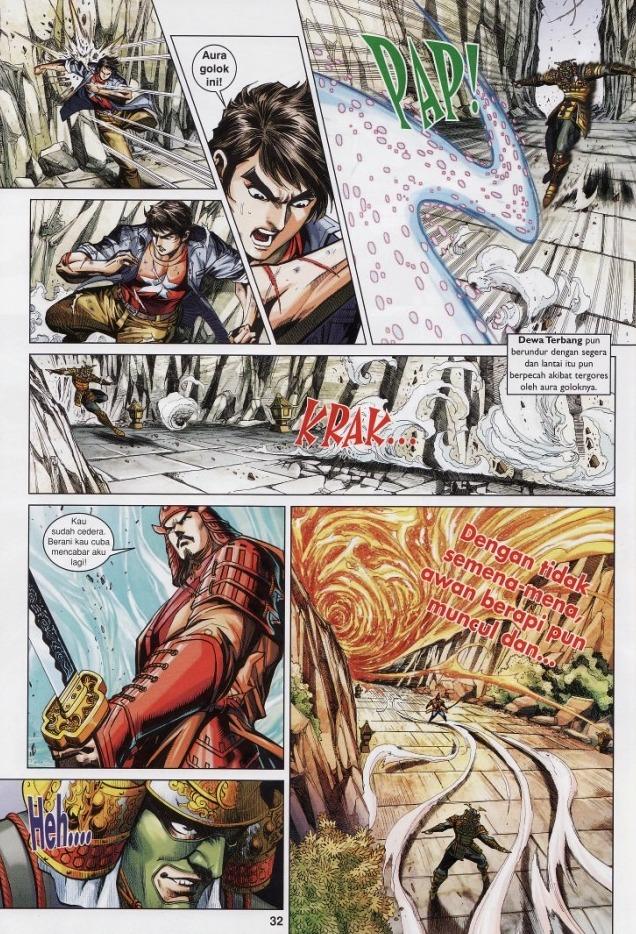 Aura
golok
ini!
PAP!
Dewa Terbang pun
berundur dengan segera
dan lantai itu pun
berpecah akibat tergores
oleh aura goloknya.
KRAK...
Kau
sudah cedera.
Berani kau cuba
mencabar aku
lagi!
Dengan tidak
semena-mena,
awan berapi pun
muncul dan...
Heh....
32